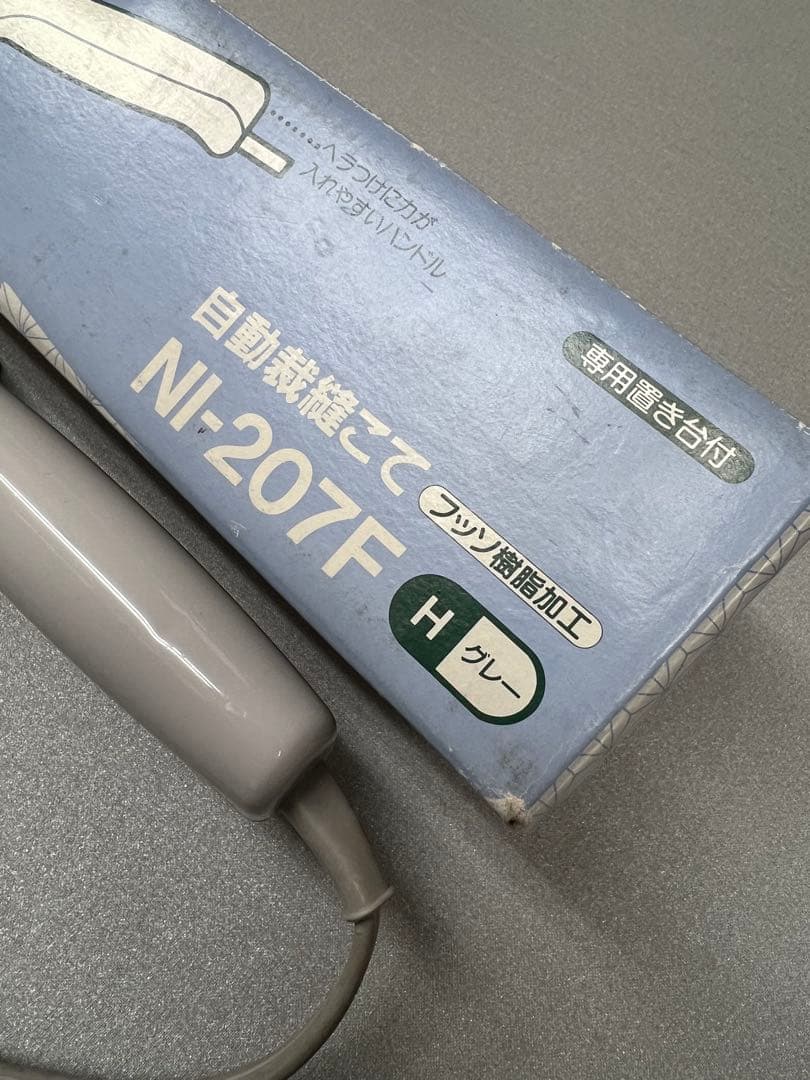 ヘラつけに力が
入れやすいハンドル
専用置き台付
自動裁縫こて
NI-207F
フッソ樹脂加工
H グレー